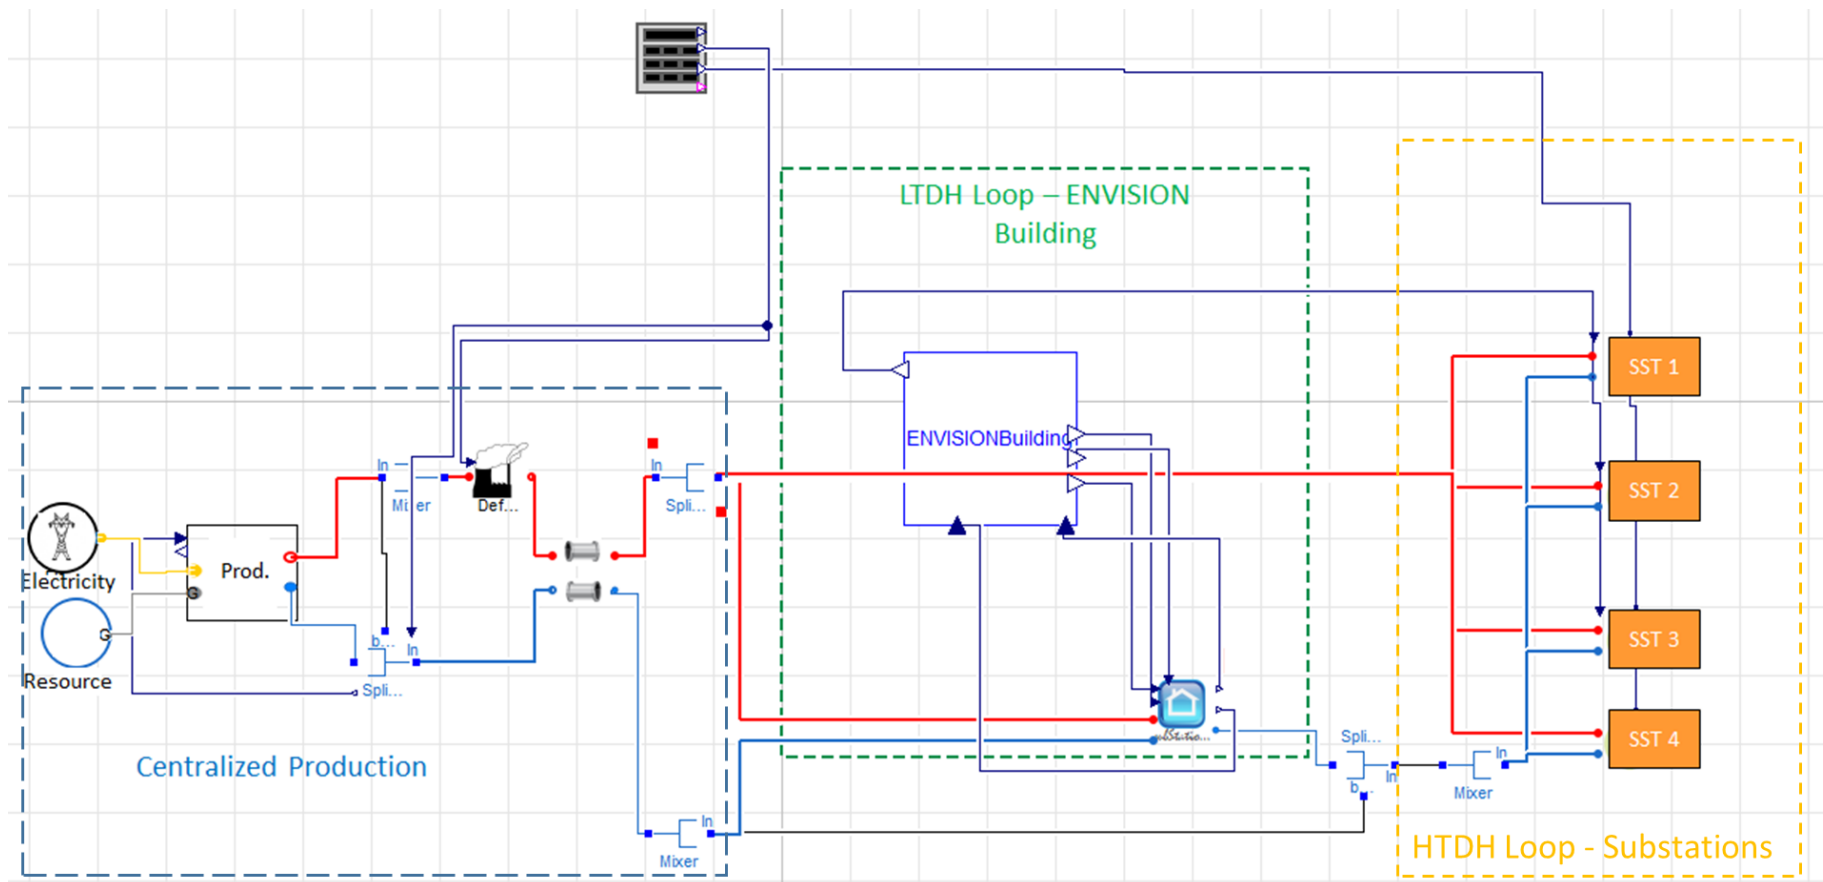 LTDH Loop – ENVISION
Building
SST 1
ENVISIONBuilding
In
Mixer
Def...
In
Spli...
SST 2
Electricity
Prod.
G
G
Resource
b...
In
Spli...
SST 3
Centralized Production
Spli...
In
b...
In
Mixer
SST 4
In
Mixer
HTDH Loop - Substations